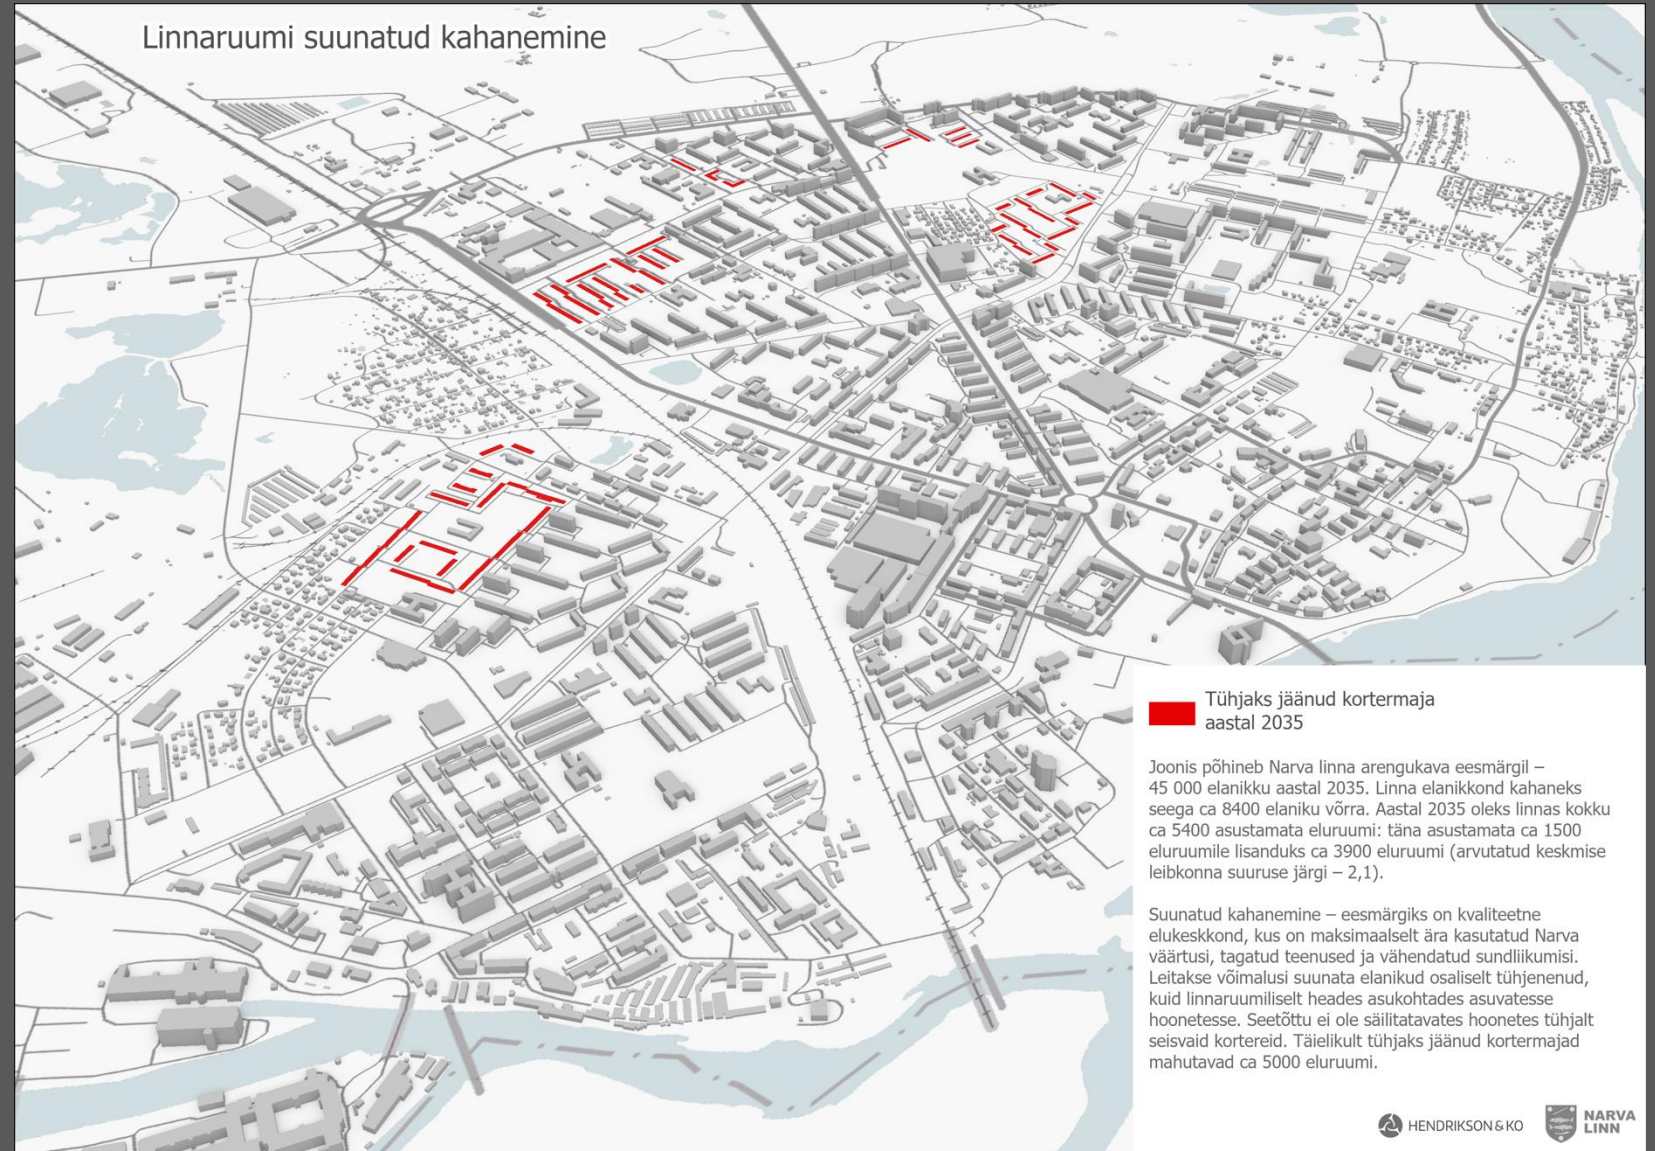 Linnaruumi suunatud kahanemine
Tühjaks jäänud kortermaja
aastal 2035
Joonis põhineb Narva linna arengukava eesmärgil –
45 000 elanikku aastal 2035. Linna elanikkond kahaneks
seega ca 8400 elaniku võrra. Aastal 2035 oleks linnas kokku
ca 5400 asustamata eluruumi: täna asustamata ca 1500
eluruumile lisanduks ca 3900 eluruumi (arvutatud keskmise
leibkonna suuruse järgi – 2,1).
Suunatud kahanemine – eesmärgiks on kvaliteetne
elukeskkond, kus on maksimaalselt ära kasutatud Narva
väärtusi, tagatud teenused ja vähendatud sundliikumisi.
Leitakse võimalusi suunata elanikud osaliselt tühjenenud,
kuid linnaruumiliselt heades asukohtades asuvatesse
hoonetesse. Seetõttu ei ole säilitatavates hoonetes tühjalt
seisvaid kortereid. Täielikult tühjaks jäänud kortermajad
mahutavad ca 5000 eluruumi.
HENDRIKSON & KO
NARVA
LINN